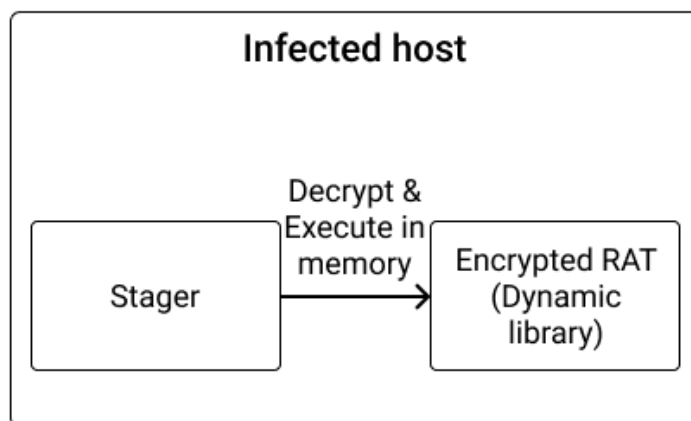 Infected host
Decrypt &
Execute in
memory
Stager
Encrypted RAT
(Dynamic
library)